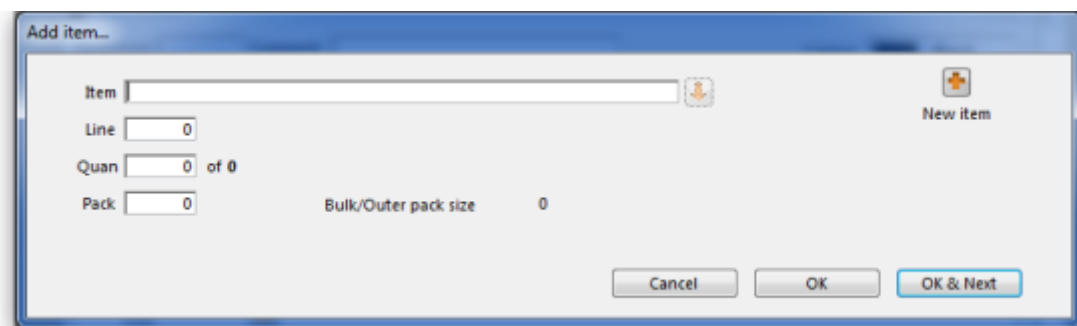 Add item...
Item
New item
Line 0
Quan 0 of 0
Pack 0 Bulk/Outer pack size 0
Cancel OK OK & Next